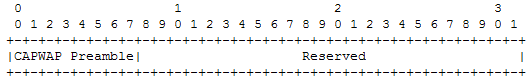 0                   1                   2                   3
 0 1 2 3 4 5 6 7 8 9 0 1 2 3 4 5 6 7 8 9 0 1 2 3 4 5 6 7 8 9 0 1
+-+-+-+-+-+-+-+-+-+-+-+-+-+-+-+-+-+-+-+-+-+-+-+-+-+-+-+-+-+-+-+-+
|CAPWAP Preamble|                    Reserved                   |
+-+-+-+-+-+-+-+-+-+-+-+-+-+-+-+-+-+-+-+-+-+-+-+-+-+-+-+-+-+-+-+-+